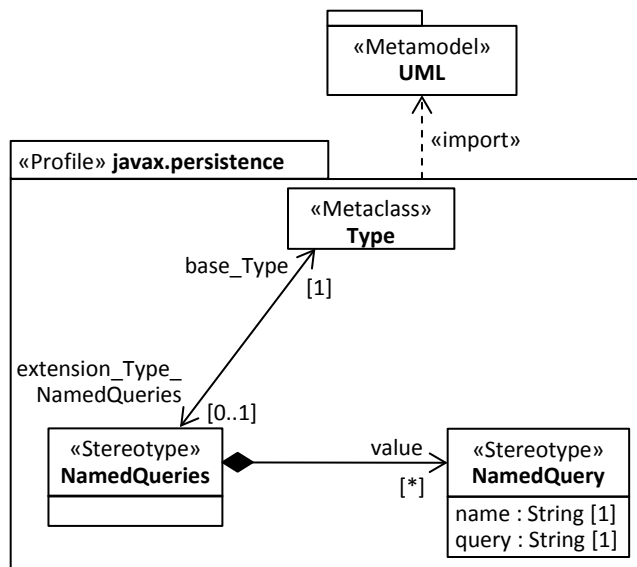 «Metamodel»
UML
«import»
«Profile» javax.persistence
«Metaclass»
Type
base_Type
[1]
extension_Type_
NamedQueries
[0..1]
«Stereotype»
NamedQueries
value
[*]
«Stereotype»
NamedQuery
name : String [1]
query : String [1]